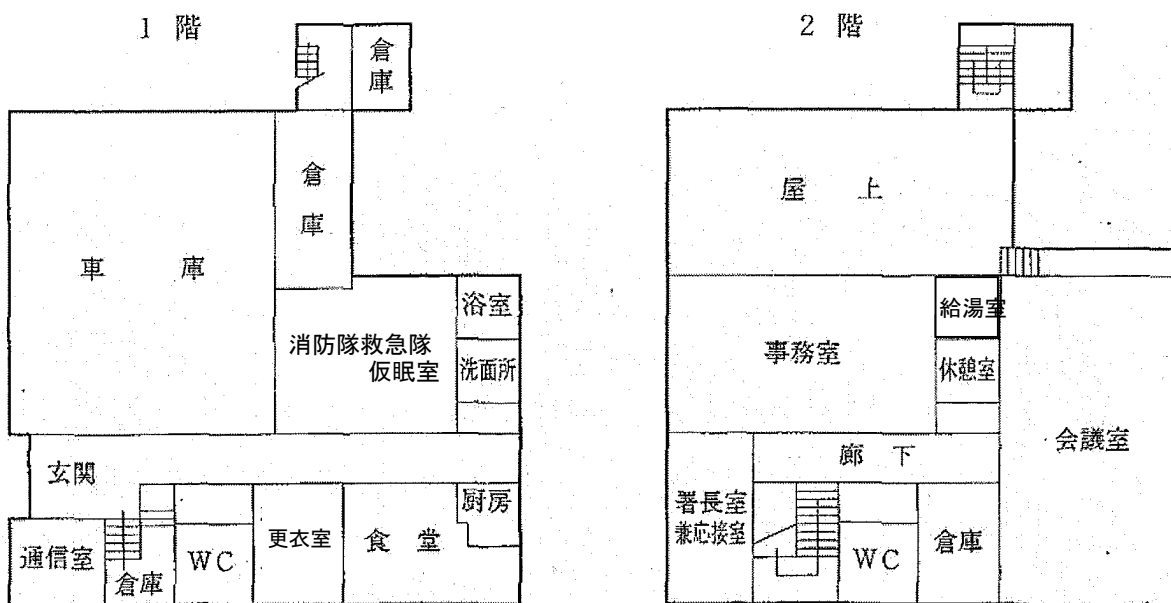 1 階
倉庫
倉庫
車 庫
浴室
消防隊救急隊
仮眠室
洗面所
玄関
厨房
通信室
倉庫
WC
更衣室
食 堂
2 階
屋 上
給湯室
事務室
休憩室
会議室
廊 下
署長室
兼応接室
WC
倉庫